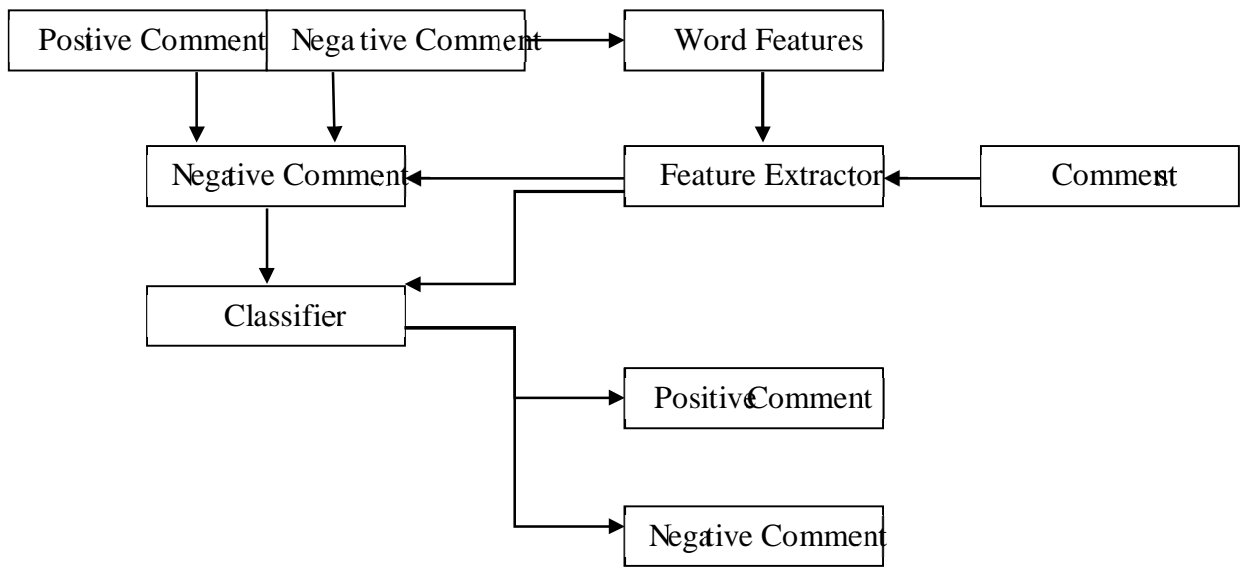 Positive Comment
Negative Comment
Word Features
Negative Comment
Feature Extractor
Comment
Classifier
Positive Comment
Negative Comment